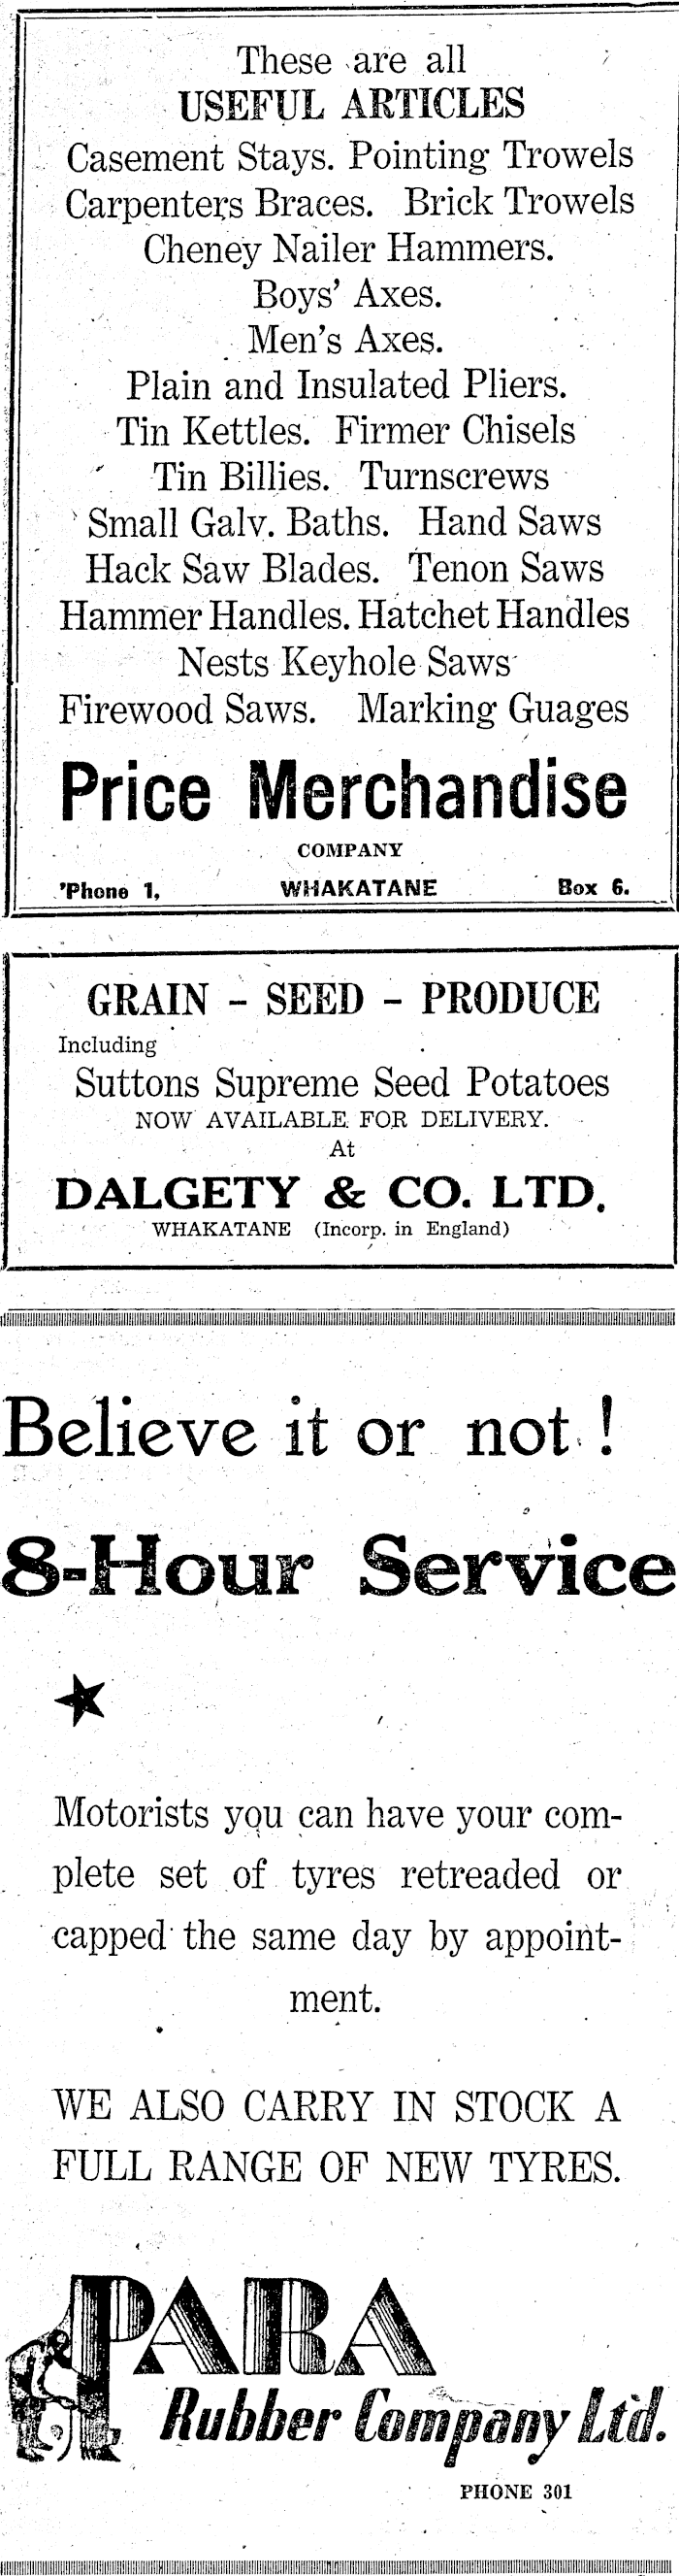 These are all
USEFUL ARTICLES
Casement Stays. Pointing Trowels
Carpenters Braces. Brick Trowels
Cheney Nailer Hammers.
Boys' Axes.
Men's Axes.
Plain and Insulated Pliers.
Tin Kettles. Firmer Chisels
Tin Billies. Turnscrews
Small Galv. Baths. Hand Saws
Hack Saw Blades. Tenon Saws
Hammer Handles. Hatchet Handles
Nests Keyhole Saws
Firewood Saws. Marking Guages
Price Merchandise
COMPANY
'Phone 1, WHAKATANE Box 6.
GRAIN - SEED - PRODUCE
Including
Suttons Supreme Seed Potatoes
NOW AVAILABLE FOR DELIVERY.
At
DALGETY & CO. LTD.
WHAKATANE (Incorp. in England)
Believe it or not !
8-Hour Service
Motorists you can have your com-
plete set of tyres retreaded or
capped the same day by appoint-
ment.
WE ALSO CARRY IN STOCK A
FULL RANGE OF NEW TYRES.
PARA
Rubber Company Ltd.
PHONE 301